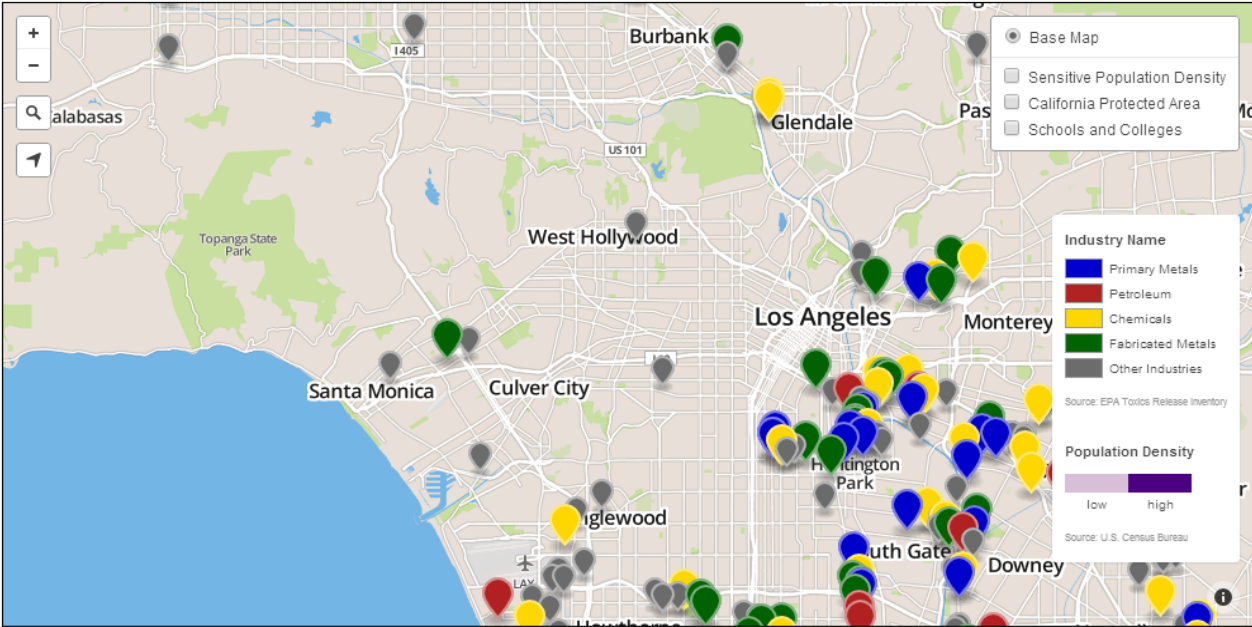 +
−
Burbank
I 405
alabasas
Glendale
Pas
US 101
Topanga State
Park
West Hollywood
Los Angeles
Monterey
Santa Monica
Culver City
Huntington
Park
nglewood
uth Gate
Downey
LAX
Hawthorne
Base Map
Sensitive Population Density
California Protected Area
Schools and Colleges
Industry Name
Primary Metals
Petroleum
Chemicals
Fabricated Metals
Other Industries
Source: EPA Toxics Release Inventory
Population Density
low high
Source: U.S. Census Bureau
i